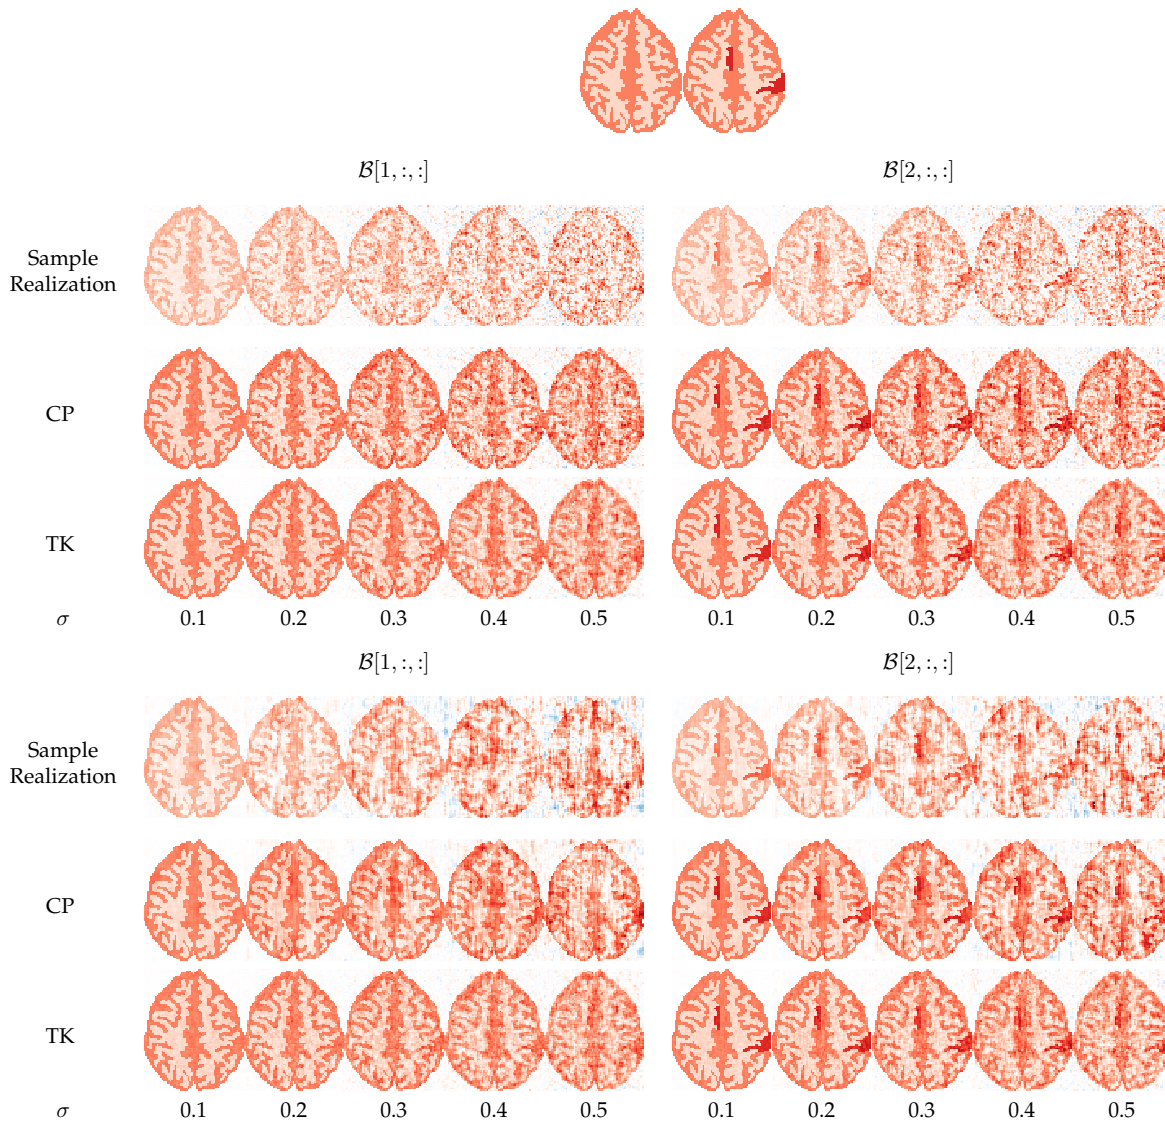 ℬ[1, :, :] ℬ[2, :, :]
Sample
Realization
CP
TK
σ 0.1 0.2 0.3 0.4 0.5 0.1 0.2 0.3 0.4 0.5
ℬ[1, :, :] ℬ[2, :, :]
Sample
Realization
CP
TK
σ 0.1 0.2 0.3 0.4 0.5 0.1 0.2 0.3 0.4 0.5